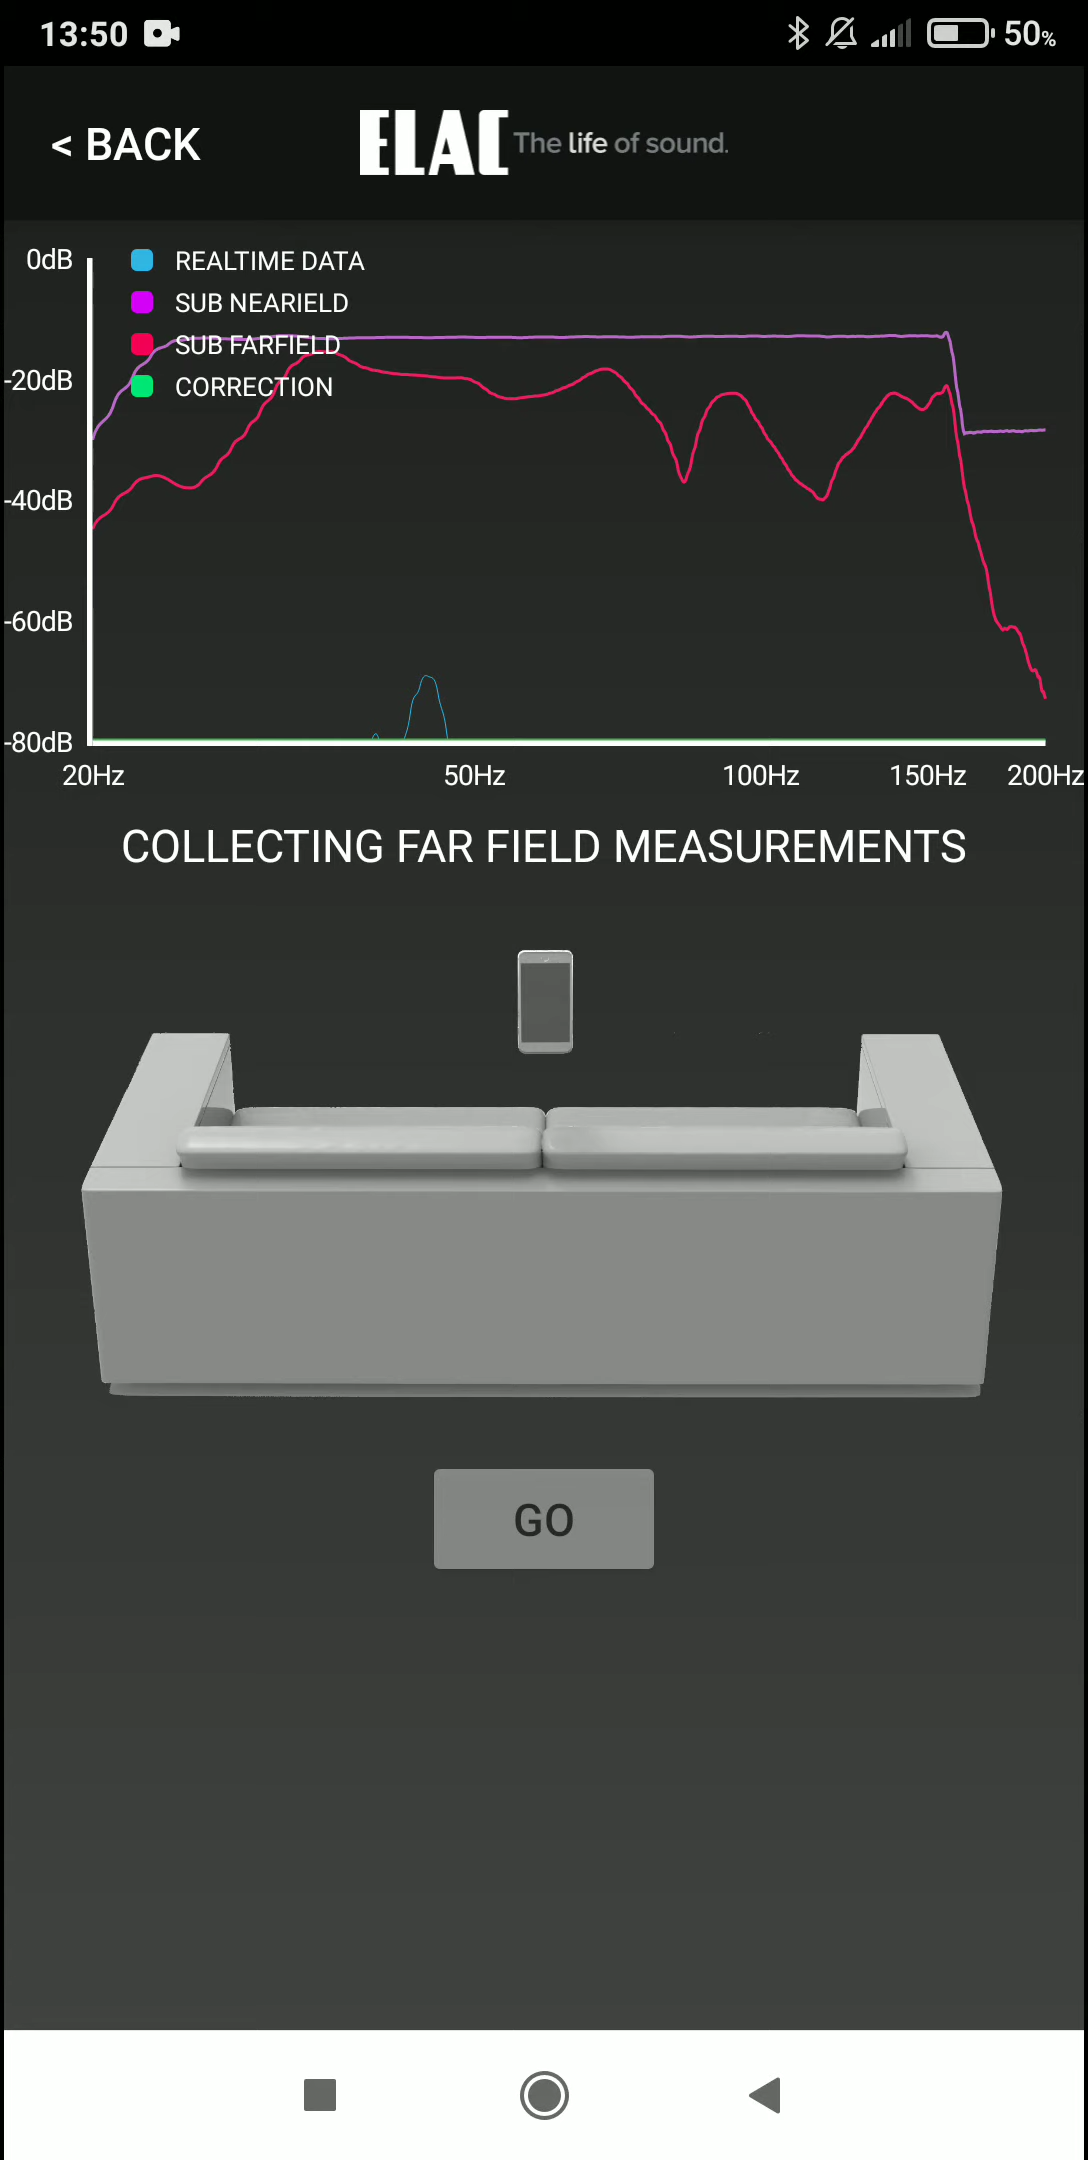 13:50 50%
< BACK ELAC The life of sound.
0dB REALTIME DATA
SUB NEARIELD
SUB FARFIELD
-20dB CORRECTION
-40dB
-60dB
-80dB
20Hz 50Hz 100Hz 150Hz 200Hz
COLLECTING FAR FIELD MEASUREMENTS
GO